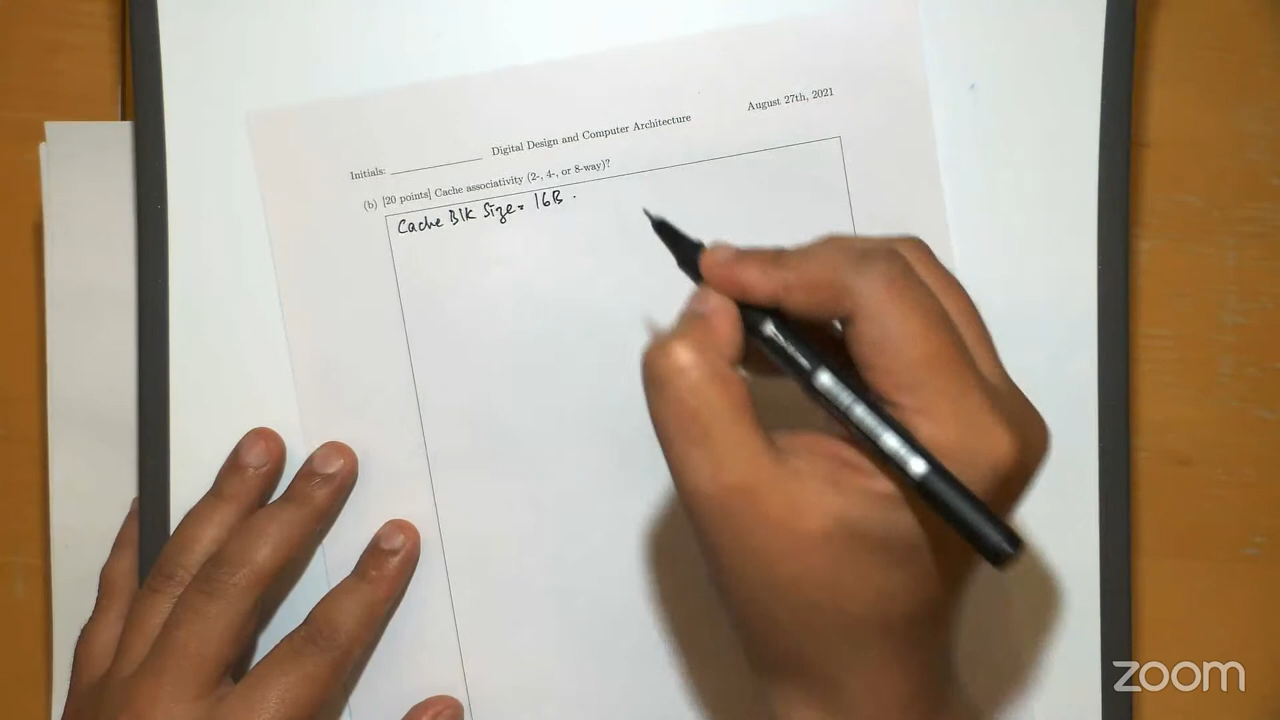 Initials: Digital Design and Computer Architecture August 27th, 2021
(b) [20 points] Cache associativity (2-, 4-, or 8-way)?
Cache Blk Size = 16B.
zoom